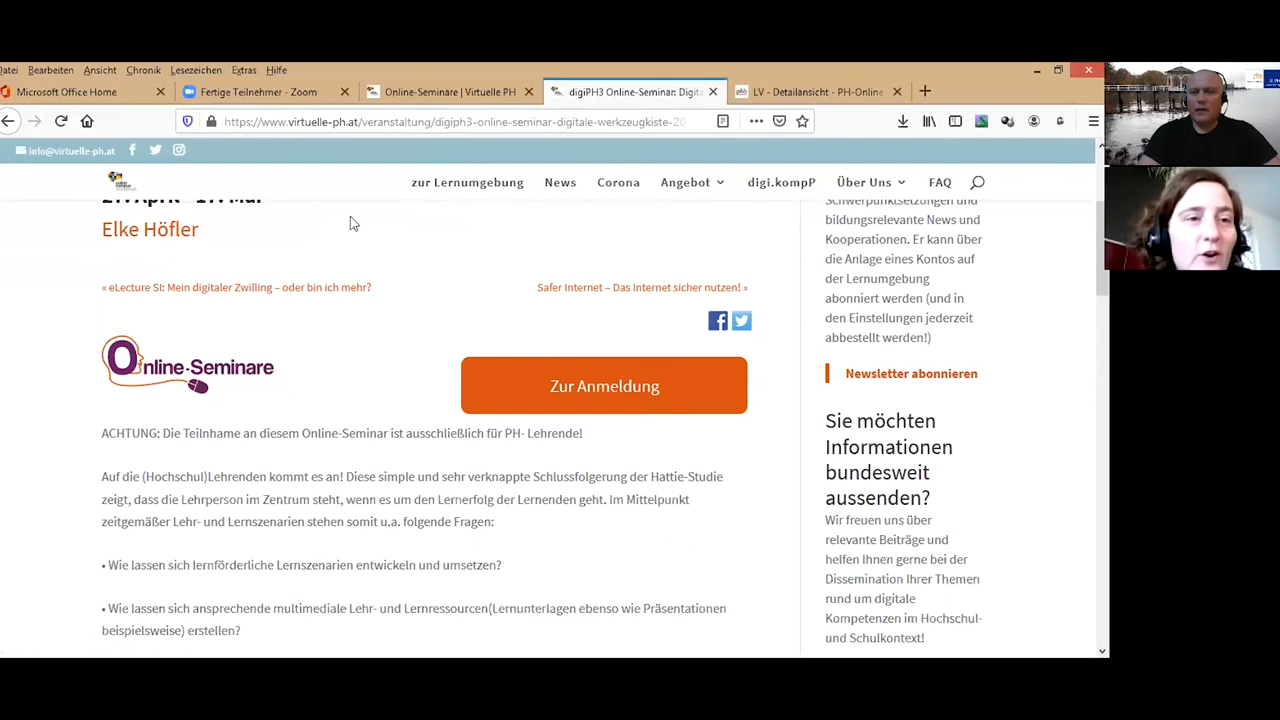 Datei Bearbeiten Ansicht Chronik Lesezeichen Extras Hilfe
Microsoft Office Home
Fertige Teilnehmer - Zoom
Online-Seminare | Virtuelle PH
digiPH3 Online-Seminar: Digita
LV - Detailansicht - PH-Online
https://www.virtuelle-ph.at/veranstaltung/digiph3-online-seminar-digitale-werkzeugkiste-20
info@virtuelle-ph.at
zur Lernumgebung News Corona Angebot digi.kompP Über Uns FAQ
Elke Höfler
« eLecture SI: Mein digitaler Zwilling – oder bin ich mehr?
Safer Internet – Das Internet sicher nutzen! »
Online-Seminare
Zur Anmeldung
ACHTUNG: Die Teilnhame an diesem Online-Seminar ist ausschließlich für PH- Lehrende!
Auf die (Hochschul)Lehrenden kommt es an! Diese simple und sehr verknappte Schlussfolgerung der Hattie-Studie
zeigt, dass die Lehrperson im Zentrum steht, wenn es um den Lernerfolg der Lernenden geht. Im Mittelpunkt
zeitgemäßer Lehr- und Lernszenarien stehen somit u.a. folgende Fragen:
• Wie lassen sich lernförderliche Lernszenarien entwickeln und umsetzen?
• Wie lassen sich ansprechende multimediale Lehr- und Lernressourcen(Lernunterlagen ebenso wie Präsentationen
beispielsweise) erstellen?
Schwerpunktsetzungen und
bildungsrelevante News und
Kooperationen. Er kann über
die Anlage eines Kontos auf
der Lernumgebung
abonniert werden (und in
den Einstellungen jederzeit
abbestellt werden!)
Newsletter abonnieren
Sie möchten
Informationen
bundesweit
aussenden?
Wir freuen uns über
relevante Beiträge und
helfen Ihnen gerne bei der
Dissemination Ihrer Themen
rund um digitale
Kompetenzen im Hochschul-
und Schulkontext!